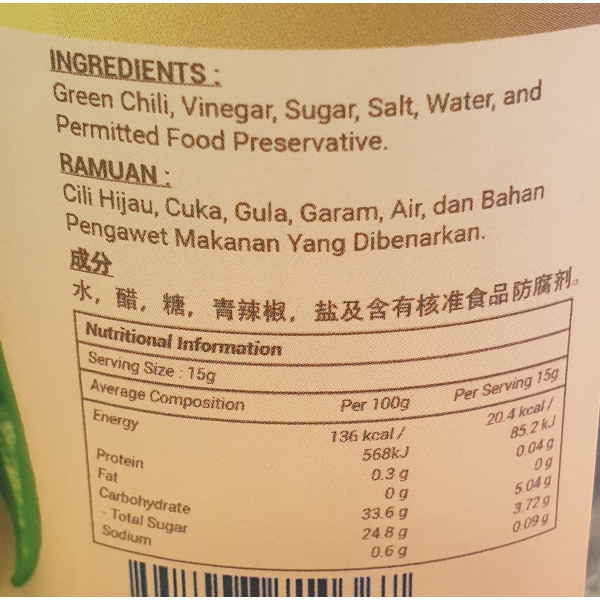 INGREDIENTS :
Green Chili, Vinegar, Sugar, Salt, Water, and
Permitted Food Preservative.
RAMUAN :
Cili Hijau, Cuka, Gula, Garam, Air, dan Bahan
Pengawet Makanan Yang Dibenarkan.
成分
水，醋，糖，青辣椒，盐及含有核准食品防腐剂。
Nutritional Information
Serving Size : 15g
Average Composition Per 100g Per Serving 15g
Energy 136 kcal / 20.4 kcal /
568kJ 85.2 kJ
Protein 0.3 g 0.04 g
Fat 0 g 0 g
Carbohydrate 33.6 g 5.04 g
- Total Sugar 24.8 g 3.72 g
Sodium 0.6 g 0.09 g